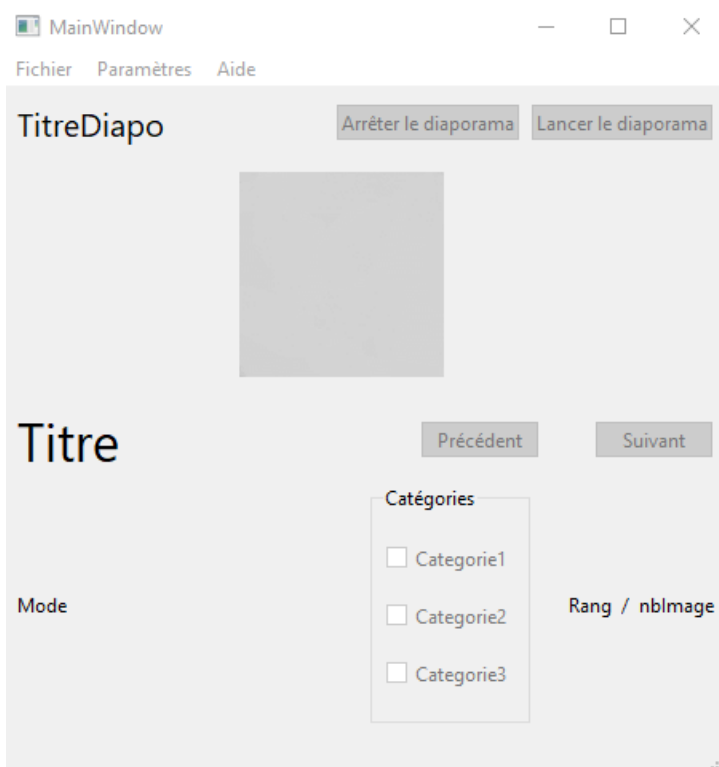 MainWindow
Fichier Paramètres Aide
TitreDiapo
Arrêter le diaporama
Lancer le diaporama
Titre
Précédent
Suivant
Catégories
Categorie1
Categorie2
Categorie3
Mode
Rang / nbImage